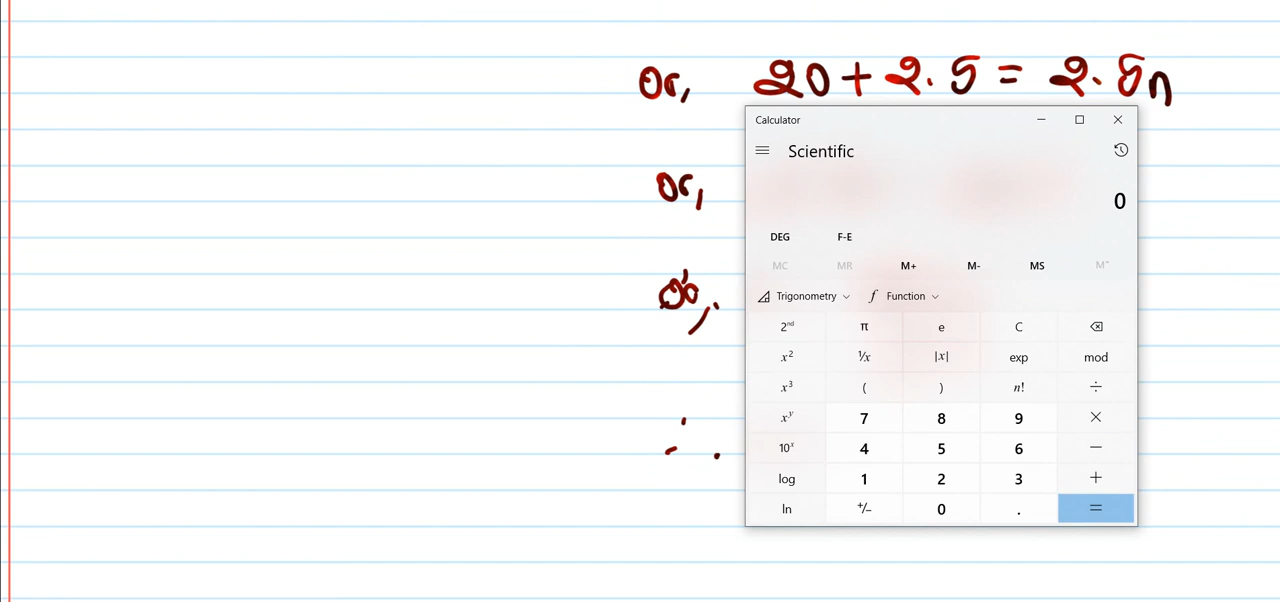 Or, 20 + 2.5 = 2.5n
Calculator
Scientific
Or,
0
DEG F-E
MC MR M+ M- MS M˅
Trigonometry f Function
Or,
2ⁿᵈ π e C
x² ¹/x |x| exp mod
x³ ( ) n! ÷
xʸ 7 8 9 ×
10ˣ 4 5 6 −
∴
log 1 2 3 +
ln +/− 0 . =